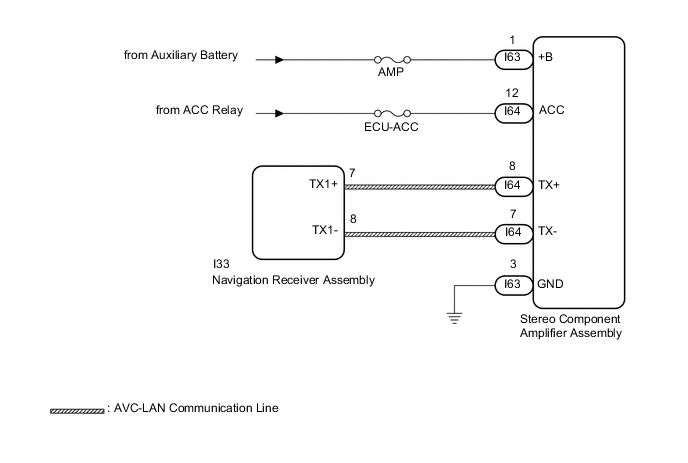 1
from Auxiliary Battery
I63
+B
AMP
12
from ACC Relay
I64
ACC
ECU-ACC
7
8
TX1+
I64
TX+
8
7
TX1-
I64
TX-
I33
3
Navigation Receiver Assembly
I63
GND
Stereo Component
Amplifier Assembly
: AVC-LAN Communication Line